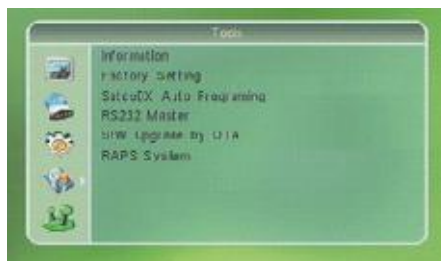 Tools
Information
Factory Setting
SatcoDX Auto Programing
RS232 Master
S/W Upgrade by OTA
RAPS System